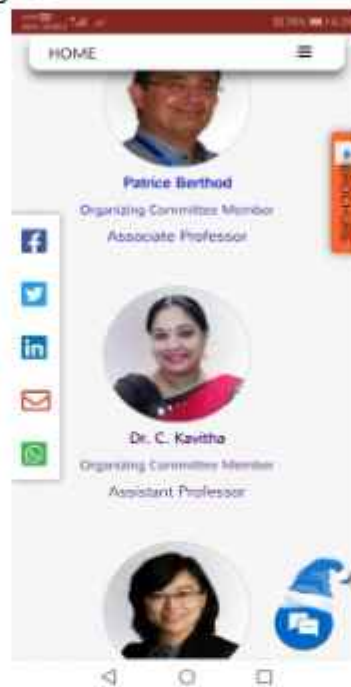 HOME
Patrice Berthod
Organizing Committee Member
Associate Professor
Dr. C. Kavitha
Organizing Committee Member
Assistant Professor